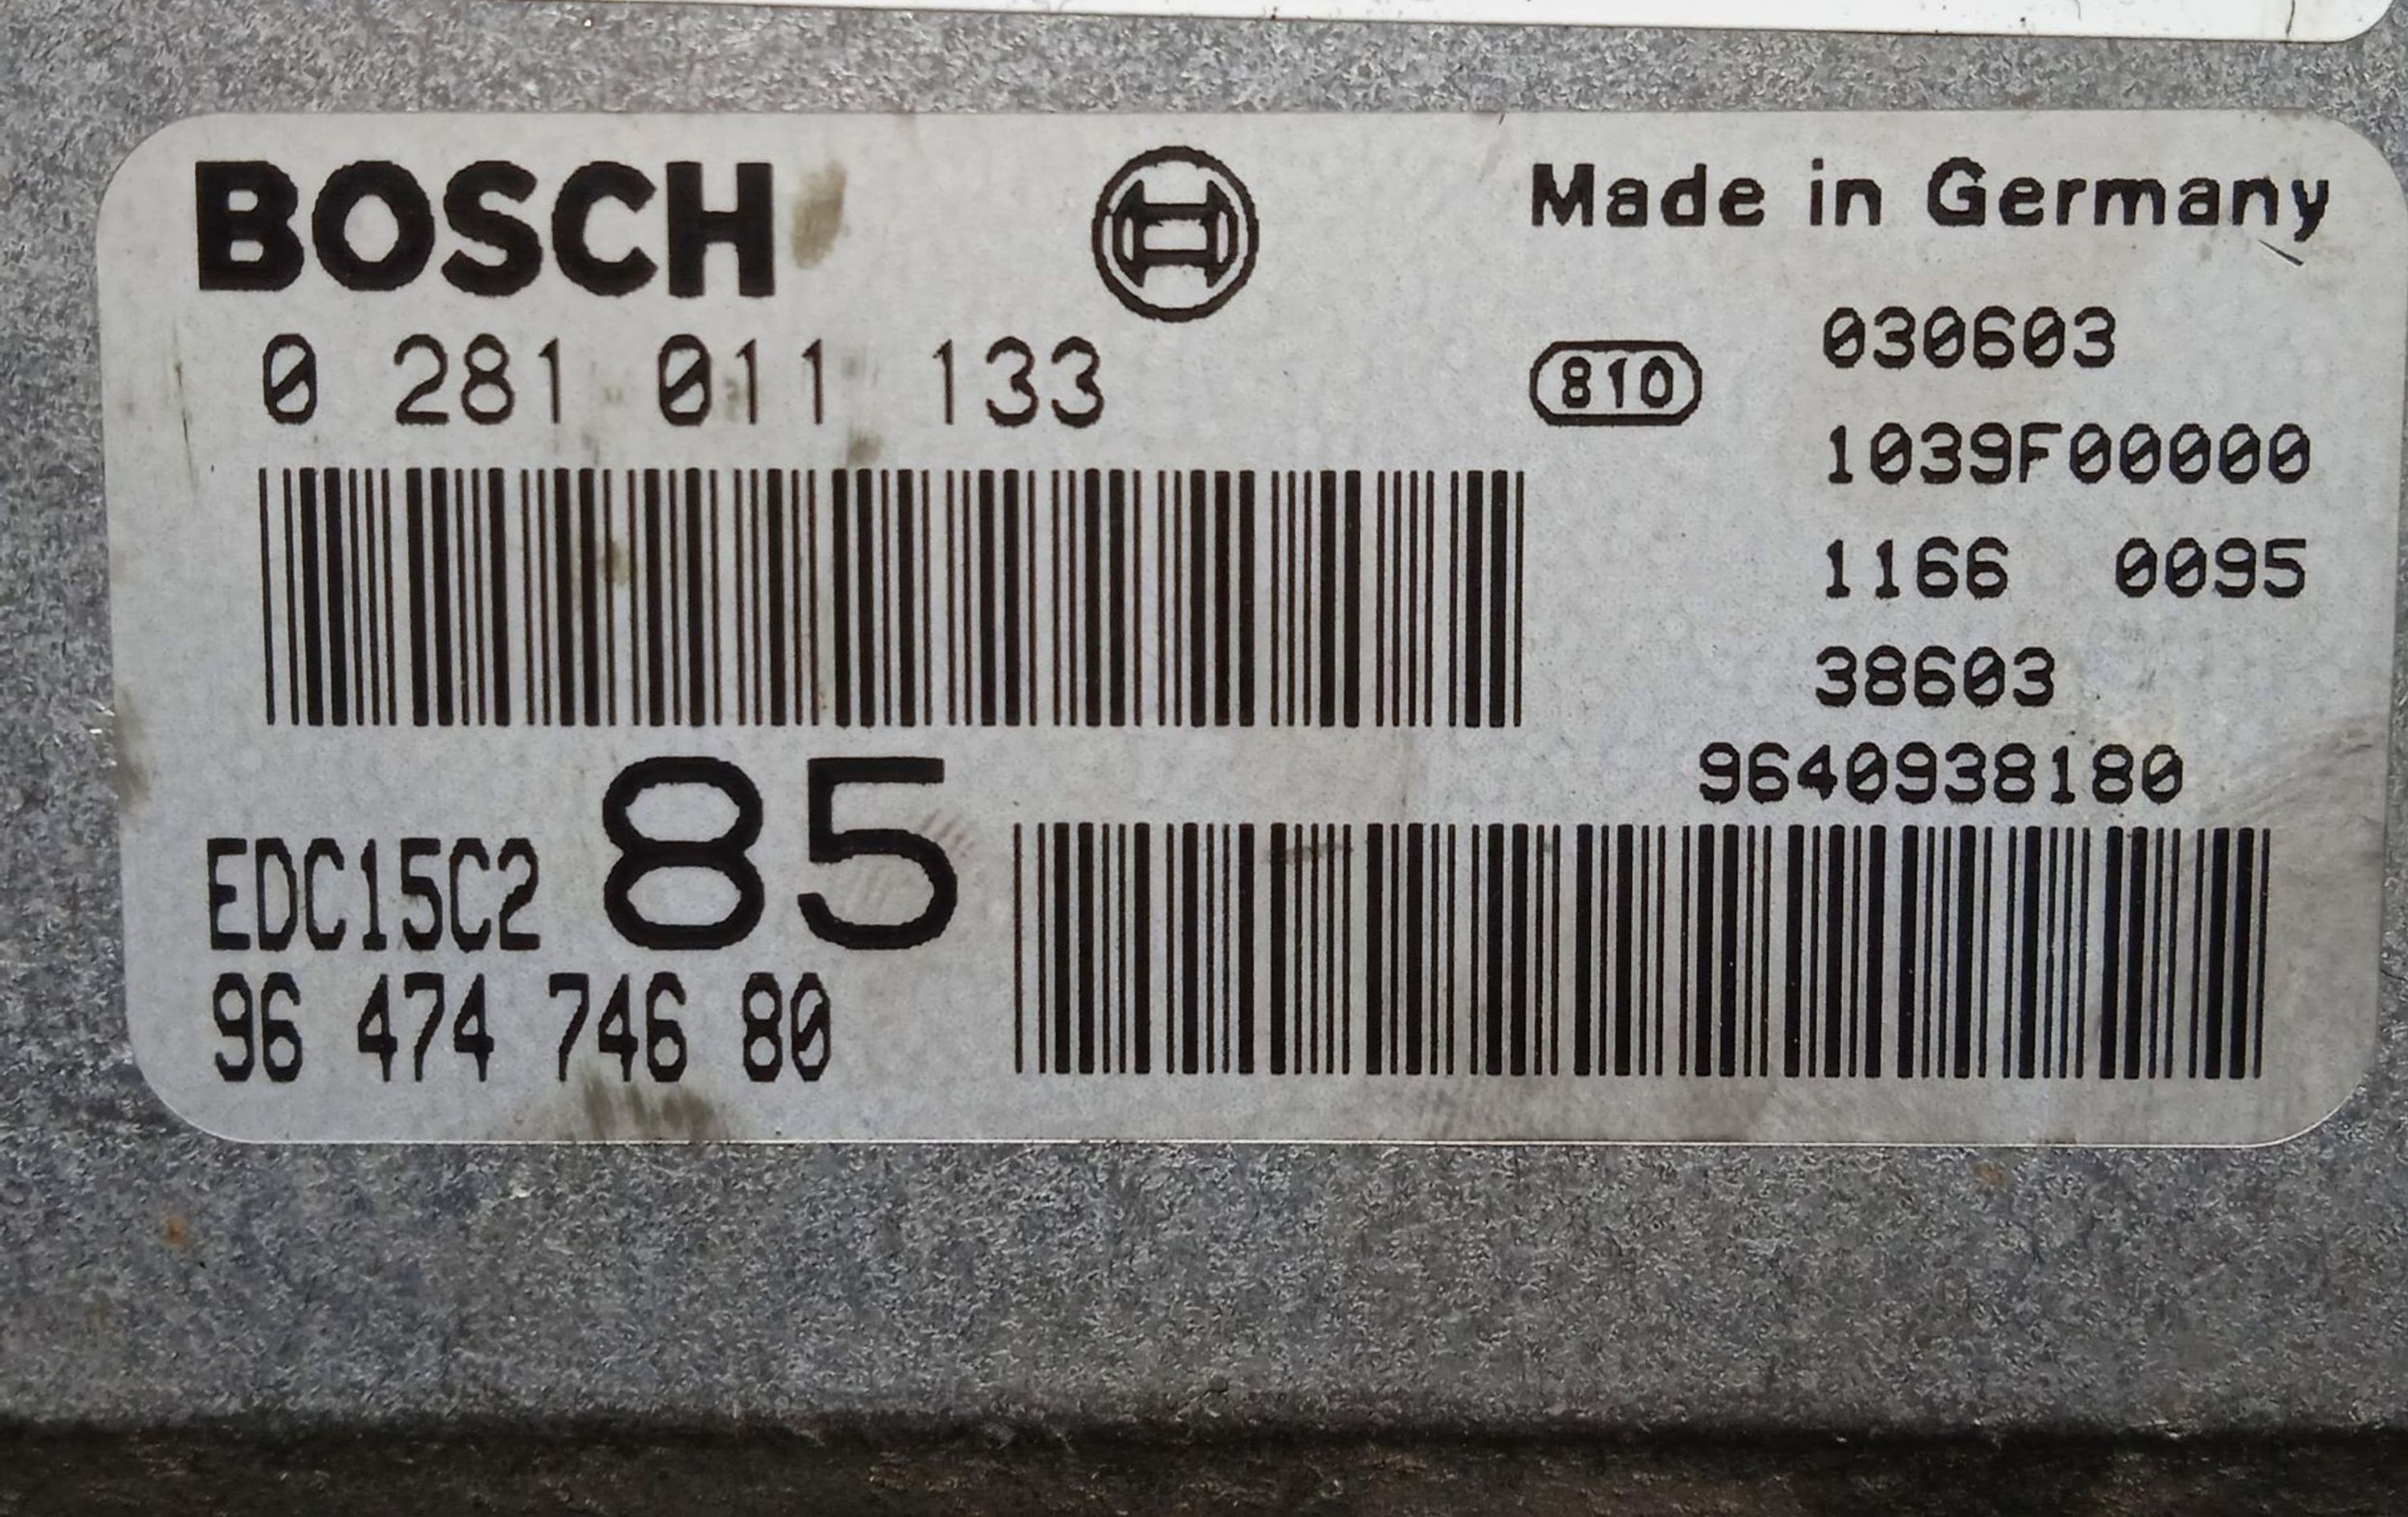 BOSCH
Made in Germany
0 281 011 133
810
030603
1039F00000
1166 0095
38603
9640938180
EDC15C2 85
96 474 746 80